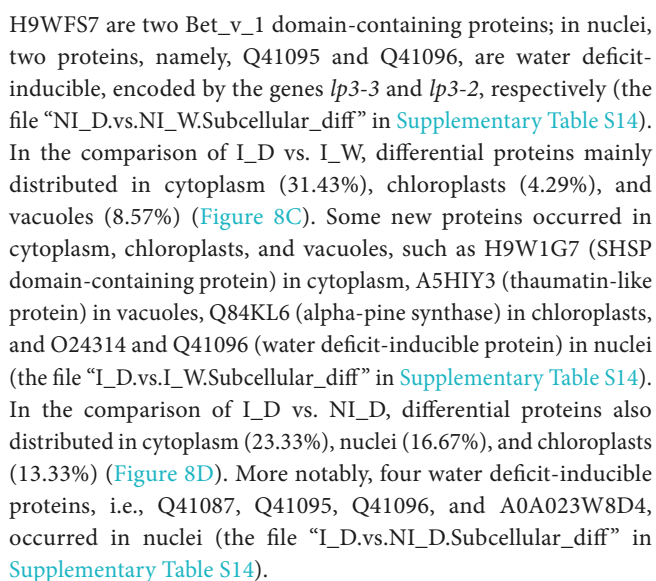 H9WFS7 are two Bet_v_1 domain-containing proteins; in nuclei,
two proteins, namely, Q41095 and Q41096, are water deficit-
inducible, encoded by the genes lp3-3 and lp3-2, respectively (the
file “NI_D.vs.NI_W.Subcellular_diff” in Supplementary Table S14).
In the comparison of I_D vs. I_W, differential proteins mainly
distributed in cytoplasm (31.43%), chloroplasts (4.29%), and
vacuoles (8.57%) (Figure 8C). Some new proteins occurred in
cytoplasm, chloroplasts, and vacuoles, such as H9W1G7 (SHSP
domain-containing protein) in cytoplasm, A5HIY3 (thaumatin-like
protein) in vacuoles, Q84KL6 (alpha-pine synthase) in chloroplasts,
and O24314 and Q41096 (water deficit-inducible protein) in nuclei
(the file “I_D.vs.I_W.Subcellular_diff” in Supplementary Table S14).
In the comparison of I_D vs. NI_D, differential proteins also
distributed in cytoplasm (23.33%), nuclei (16.67%), and chloroplasts
(13.33%) (Figure 8D). More notably, four water deficit-inducible
proteins, i.e., Q41087, Q41095, Q41096, and A0A023W8D4,
occurred in nuclei (the file “I_D.vs.NI_D.Subcellular_diff” in
Supplementary Table S14).